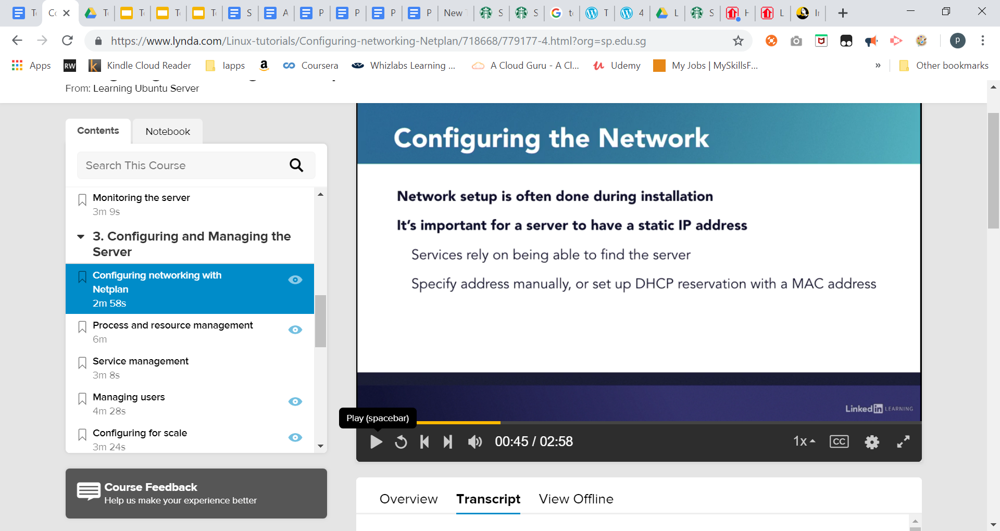 New
https://www.lynda.com/Linux-tutorials/Configuring-networking-Netplan/718668/779177-4.html?org=sp.edu.sg
p
Apps
RW
Kindle Cloud Reader
Iapps
Coursera
Whizlabs Learning ...
A Cloud Guru - A Cl...
Udemy
My Jobs | MySkillsF...
»
Other bookmarks
From: Learning Ubuntu Server
Contents
Notebook
Search This Course
Monitoring the server
3m 9s
3. Configuring and Managing the
Server
Configuring networking with
Netplan
2m 58s
Process and resource management
6m
Service management
3m 8s
Managing users
4m 28s
Configuring for scale
3m 24s
Course Feedback
Help us make your experience better
Configuring the Network
Network setup is often done during installation
It's important for a server to have a static IP address
Services rely on being able to find the server
Specify address manually, or set up DHCP reservation with a MAC address
Linked in LEARNING
Play (spacebar)
00:45 / 02:58
1x
CC
Overview
Transcript
View Offline